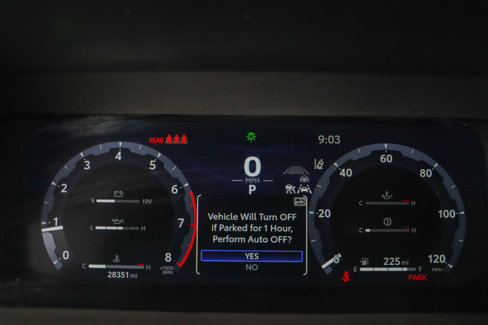 REAR
9:03
0
MPH
P
Vehicle Will Turn OFF
if Parked for 1 Hour,
Perform Auto OFF?
YES
NO
0
1
2
3
4
5
6
7
8
x1000
RPM
9 19V
L H
C H
28351 mi
0
20
40
60
80
100
120
MPH
C H
C H
225 mi
E F
PARK